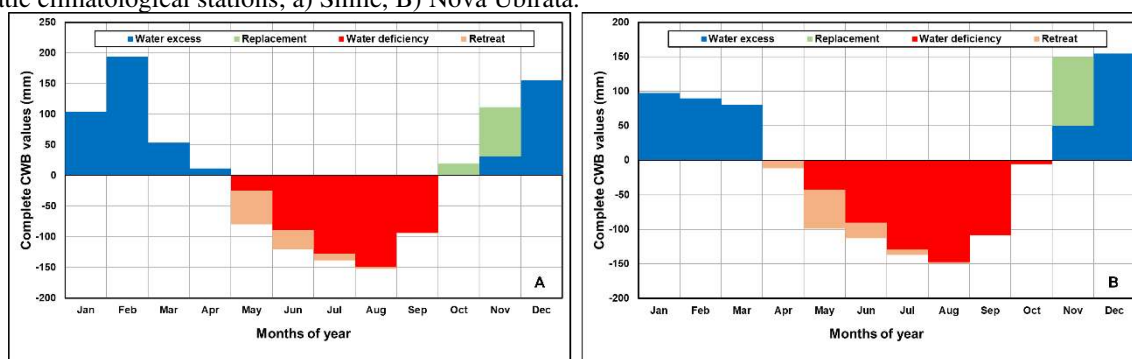 atic climatological stations, a) Sinne; B) Nova Ubiratã.
250
200
150
100
50
0
-50
-100
-150
-200
Complete CWB values (mm)
Water excess Replacement Water deficiency Retreat
A
Jan Feb Mar Apr May Jun Jul Aug Sep Oct Nov Dec
Months of year
200
150
100
50
0
-50
-100
-150
-200
Complete CWB values (mm)
Water excess Replacement Water deficiency Retreat
B
Jan Feb Mar Apr May Jun Jul Aug Sep Oct Nov Dec
Months of year